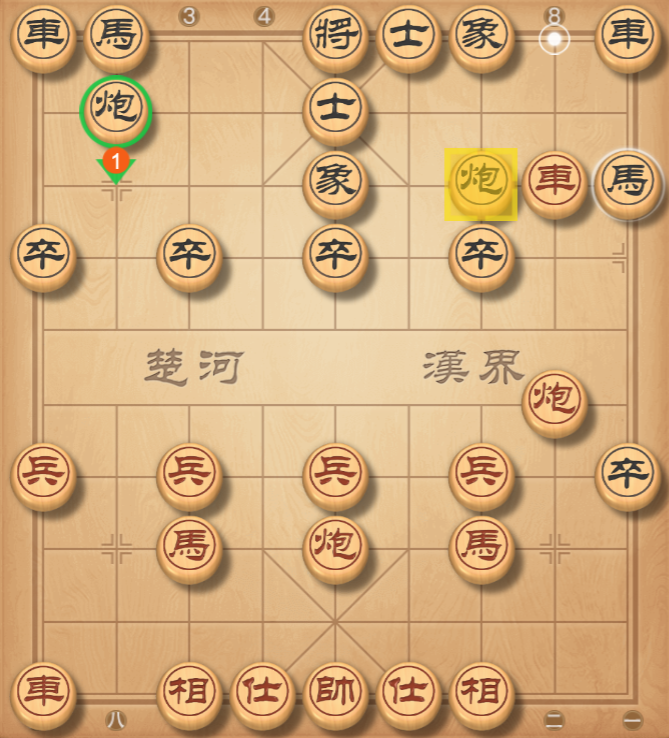 3 4 8
車 馬 將 士 象 車
炮 士
1
象 炮 車 馬
卒 卒 卒 卒
楚河 漢界
炮
兵 兵 兵 兵 卒
馬 炮 馬
車 相 仕 帥 仕 相
八 二 一